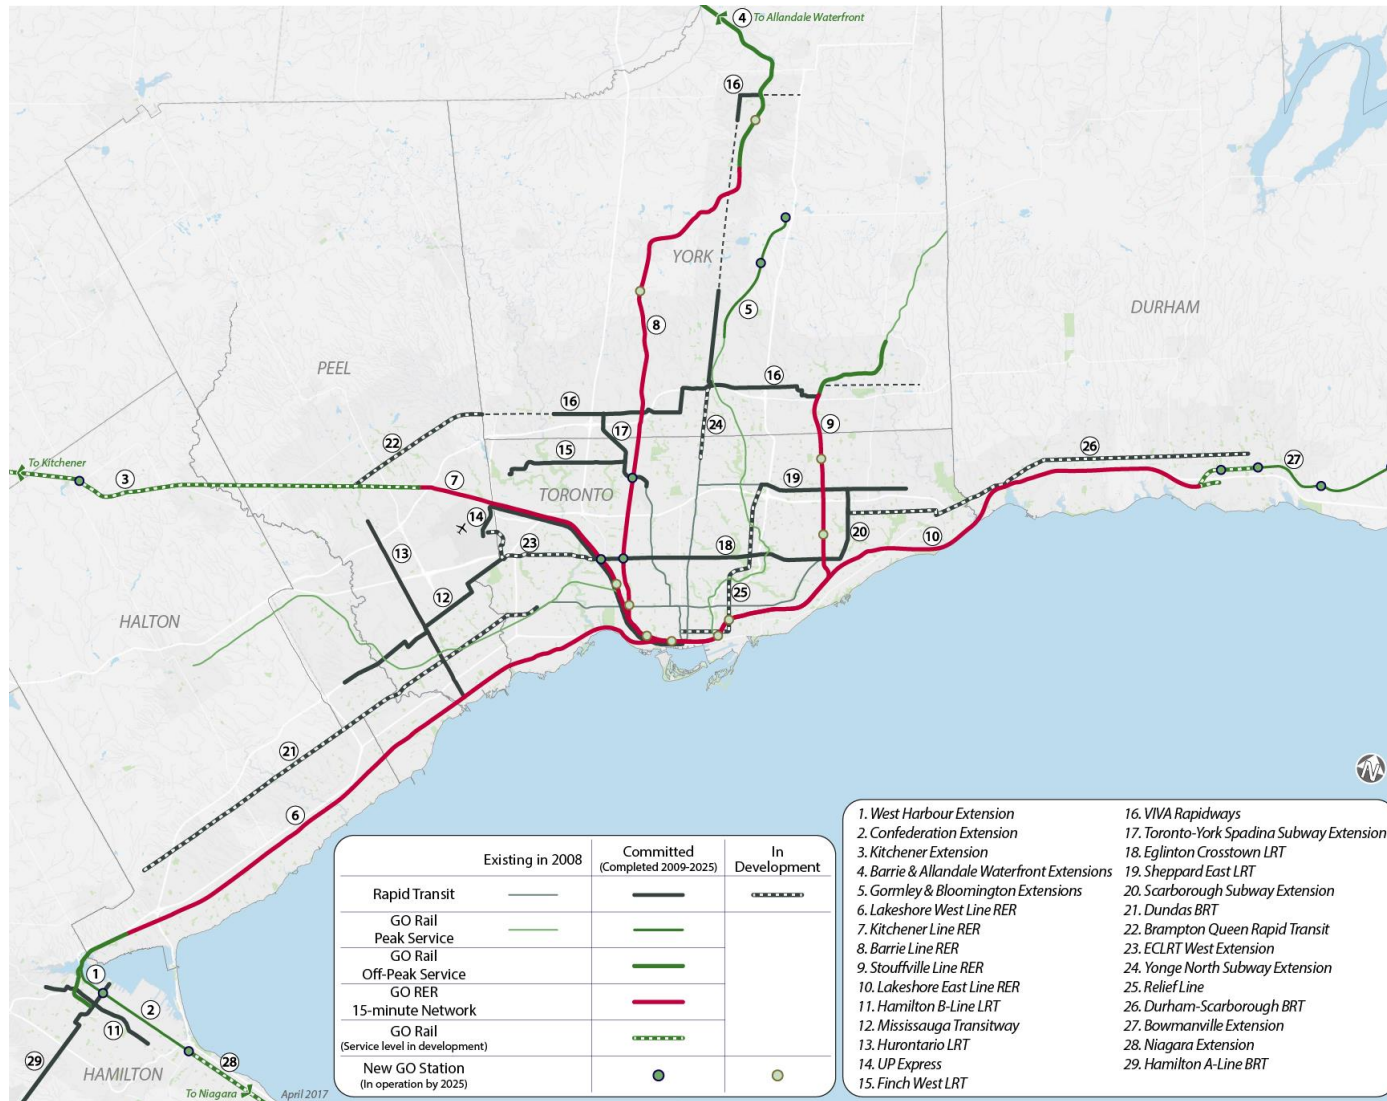 4 To Allandale Waterfront
16
YORK
5
DURHAM
8
PEEL
16
16
9
22
17
24
26
To Kitchener
15
27
3
7
TORONTO
19
14
13
23
18
20
10
12
25
HALTON
21
6
1
2
11
29
28
HAMILTON
To Niagara
April 2017
N
Existing in 2008
Committed
(Completed 2009-2025)
In
Development
Rapid Transit
GO Rail
Peak Service
GO Rail
Off-Peak Service
GO RER
15-minute Network
GO Rail
(Service level in development)
New GO Station
(In operation by 2025)
1. West Harbour Extension
2. Confederation Extension
3. Kitchener Extension
4. Barrie & Allandale Waterfront Extensions
5. Gormley & Bloomington Extensions
6. Lakeshore West Line RER
7. Kitchener Line RER
8. Barrie Line RER
9. Stouffville Line RER
10. Lakeshore East Line RER
11. Hamilton B-Line LRT
12. Mississauga Transitway
13. Hurontario LRT
14. UP Express
15. Finch West LRT
16. VIVA Rapidways
17. Toronto-York Spadina Subway Extension
18. Eglinton Crosstown LRT
19. Sheppard East LRT
20. Scarborough Subway Extension
21. Dundas BRT
22. Brampton Queen Rapid Transit
23. ECLRT West Extension
24. Yonge North Subway Extension
25. Relief Line
26. Durham-Scarborough BRT
27. Bowmanville Extension
28. Niagara Extension
29. Hamilton A-Line BRT